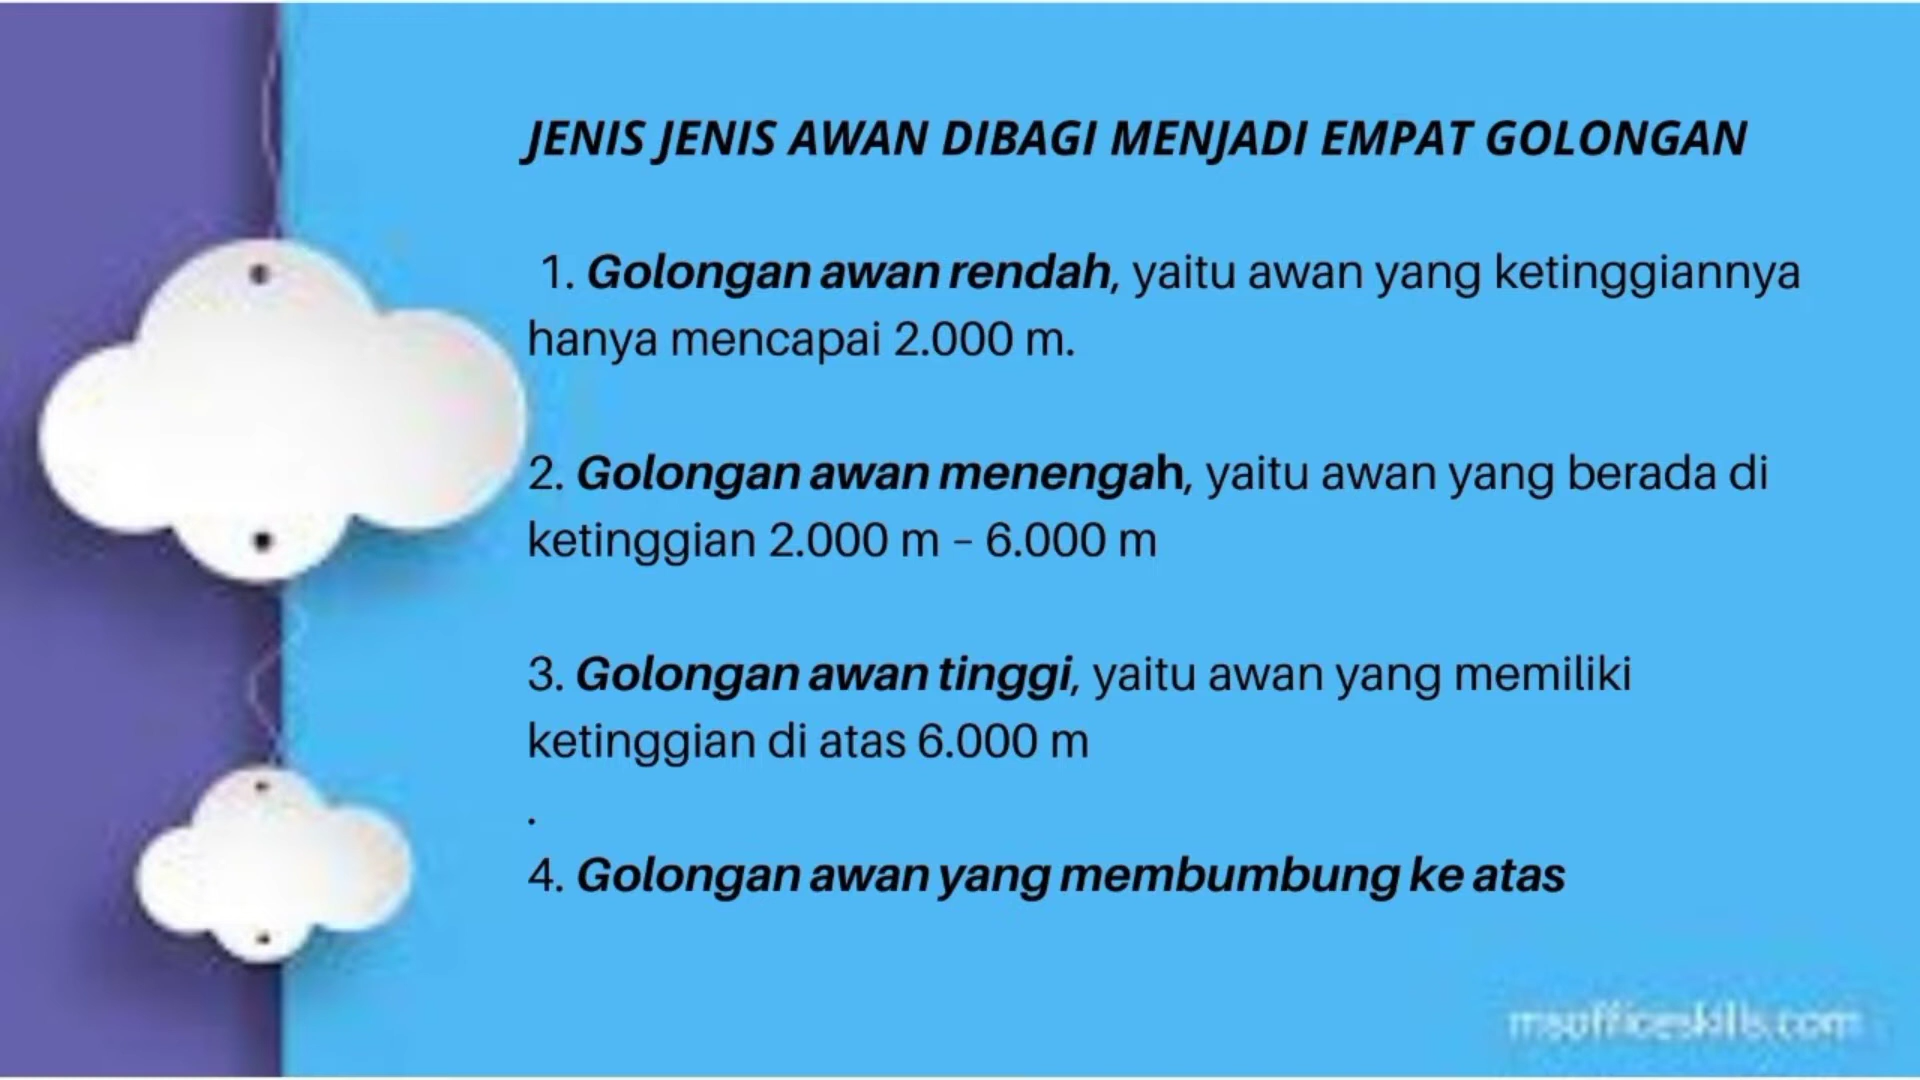 JENIS JENIS AWAN DIBAGI MENJADI EMPAT GOLONGAN
1. Golongan awan rendah, yaitu awan yang ketinggiannya
hanya mencapai 2.000 m.
2. Golongan awan menengah, yaitu awan yang berada di
ketinggian 2.000 m – 6.000 m
3. Golongan awan tinggi, yaitu awan yang memiliki
ketinggian di atas 6.000 m
.
4. Golongan awan yang membumbung ke atas
msofficeskills.com